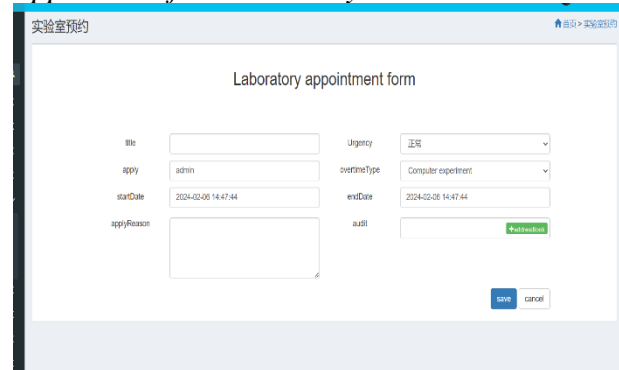 实验室预约
首页 > 实验室预约
Laboratory appointment form
title
Urgency 正常
apply admin
overtimeType Computer experiment
startDate 2024-02-06 14:47:44
endDate 2024-02-06 14:47:44
applyReason
audit
save cancel